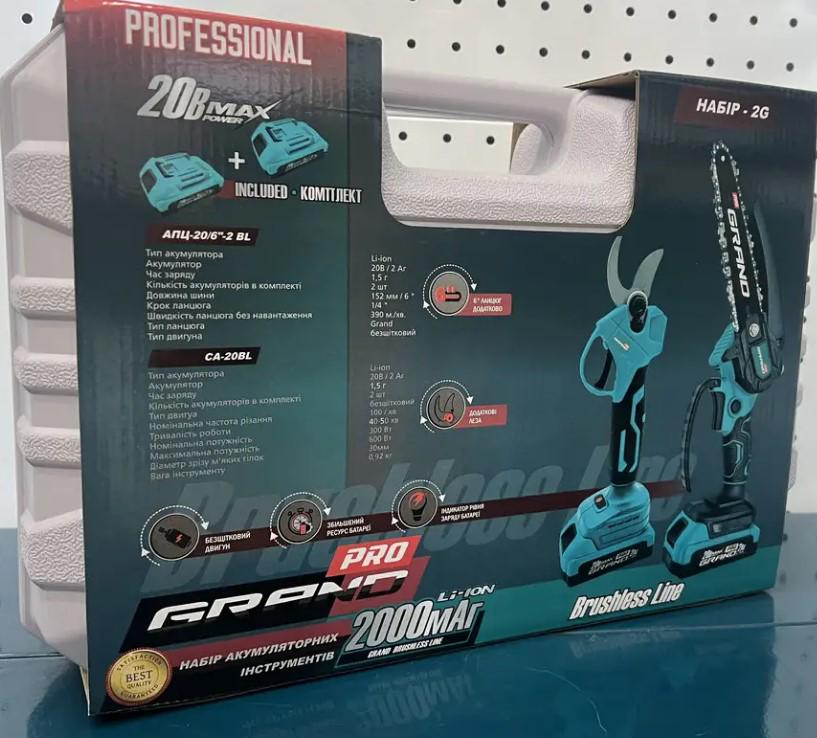 PROFESSIONAL
20В MAX
POWER
НАБІР - 2G
+
INCLUDED · КОМПЛЕКТ
АПЦ-20/6"-2 BL
Тип акумулятора Li-ion
Акумулятор 20В / 2 Аг
Час заряду 1,5 г
Кількість акумуляторів в комплекті 2 шт
Довжина шини 152 мм / 6 "
Крок ланцюга 1/4 "
Швидкість ланцюга без навантаження 390 м./хв.
Тип ланцюга Grand
Тип двигуна безщітковий
6" ЛАНЦЮГ
ДОДАТКОВО
СА-20BL
Тип акумулятора Li-ion
Акумулятор 20В / 2 Аг
Час заряду 1,5 г
Кількість акумуляторів в комплекті 2 шт
Тип двигуа безщітковий
Номінальна частота різання 100 / хв
Тривалість роботи 40-50 хв
Номінальна потужність 300 Вт
Максимальна потужність 600 Вт
Діаметр зрізу м'яких гілок 30мм
Вага інструменту 0,92 кг
ДОДАТКОВІ
ЛЕЗА
PRO
GRAND
Brushless Line
БЕЗЩІТКОВИЙ
ДВИГУН
ЗБІЛЬШЕНИЙ
РЕСУРС БАТАРЕЇ
ІНДИКАТОР РІВНЯ
ЗАРЯДУ БАТАРЕЇ
PRO
GRAND
Li-ION
2000мАг
GRAND BRUSHLESS LINE
Brushless Line
НАБІР АКУМУЛЯТОРНИХ
ІНСТРУМЕНТІВ
SATISFACTION
THE
BEST
QUALITY
GUARANTEED